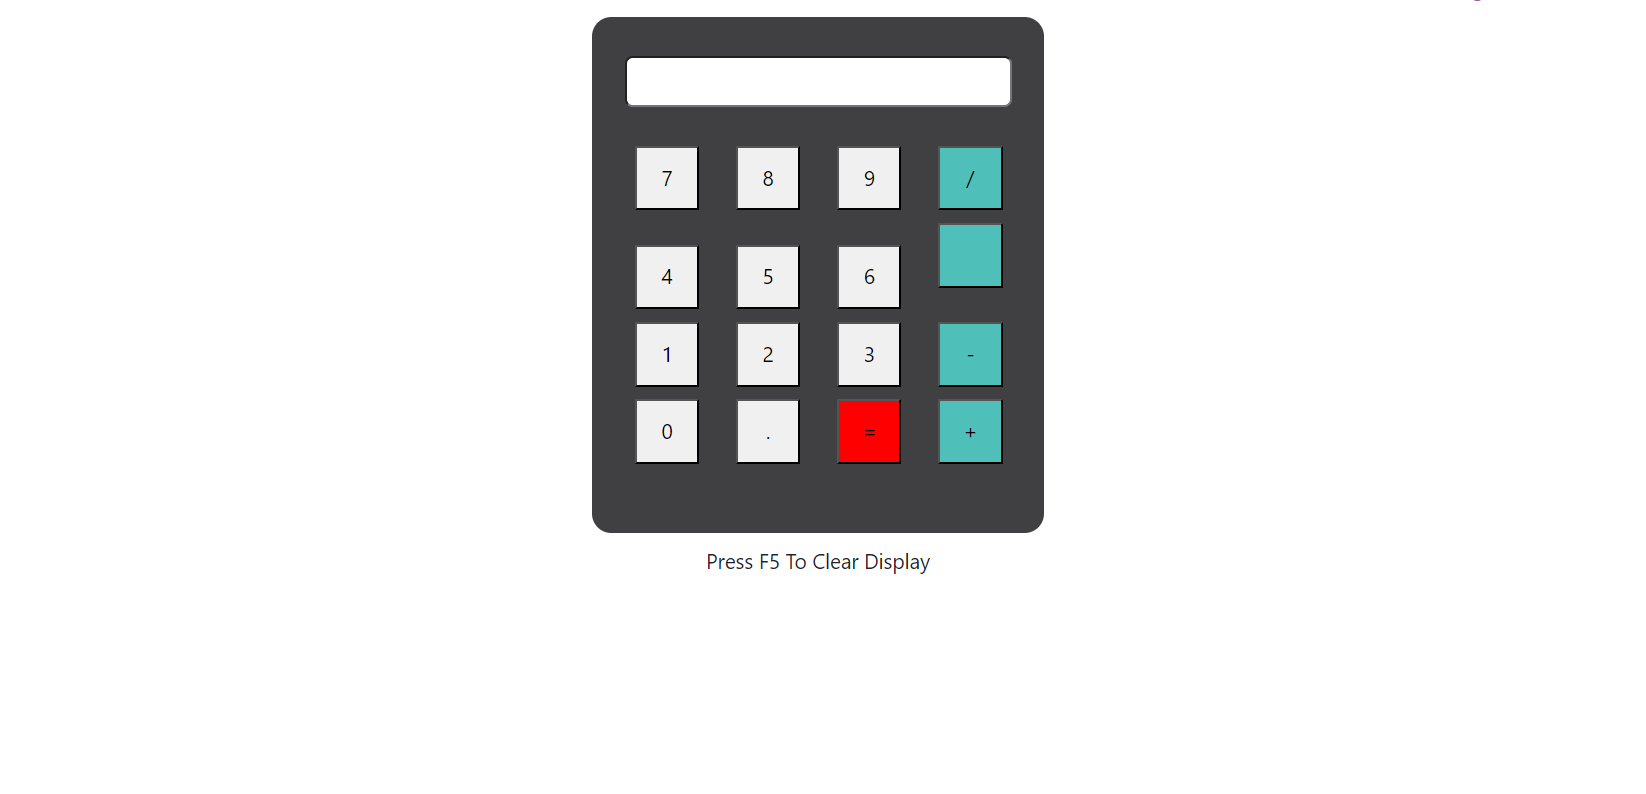 7 8 9 /
4 5 6
1 2 3 -
0 . = +
Press F5 To Clear Display